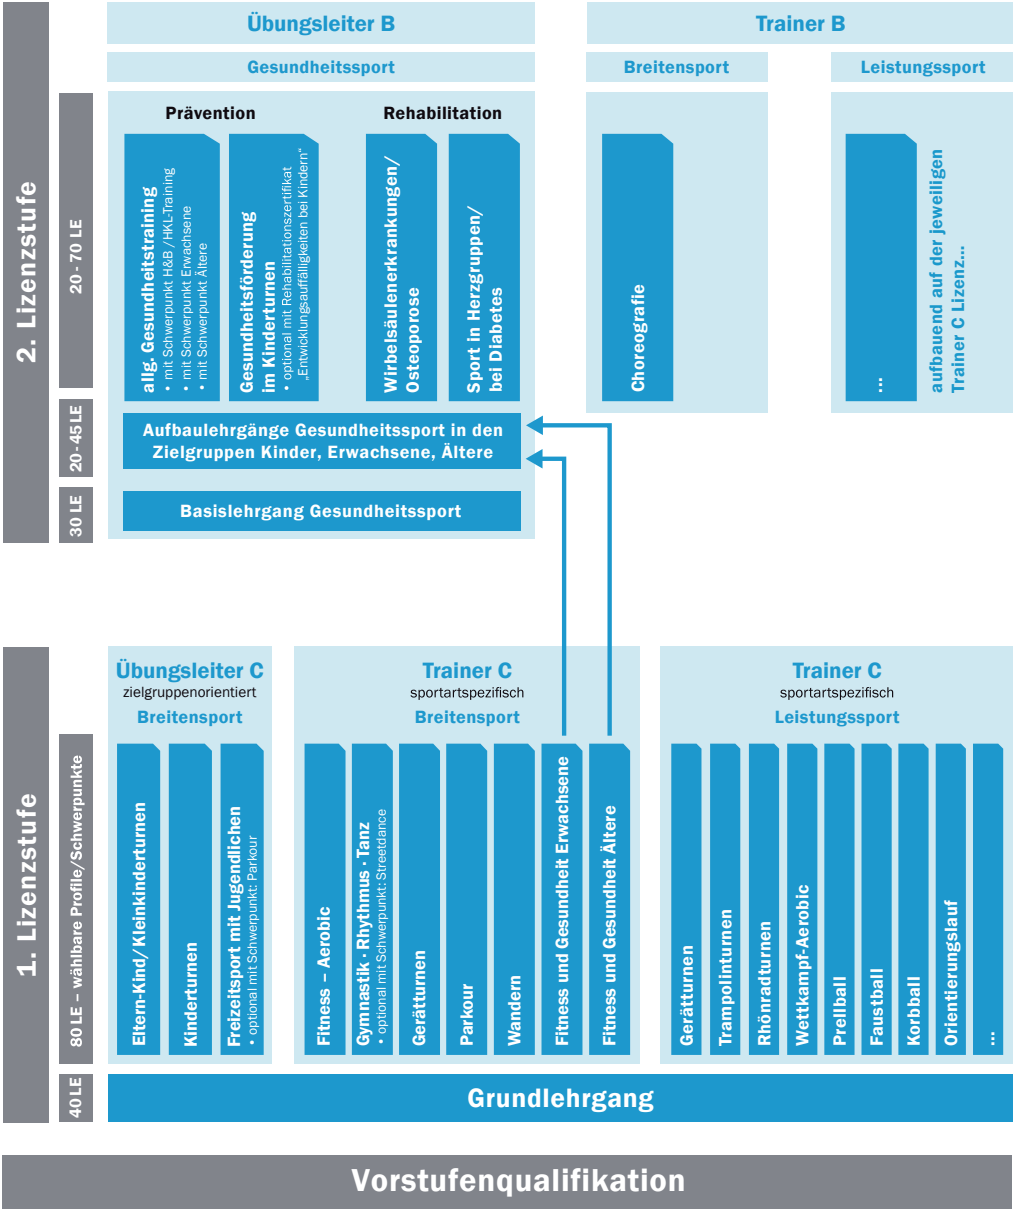 2. Lizenzstufe
Übungsleiter B
Trainer B
Gesundheitssport
Breitensport
Leistungssport
20 - 70 LE
Prävention
Rehabilitation
allg. Gesundheitstraining
• mit Schwerpunkt H&B / HKL-Training
• mit Schwerpunkt Erwachsene
• mit Schwerpunkt Ältere
Gesundheitsförderung
im Kinderturnen
• optional mit Rehabilitationszertifikat
„Entwicklungsauffälligkeiten bei Kindern“
Wirbelsäulenerkrankungen/
Osteoporose
Sport in Herzgruppen/
bei Diabetes
Choreografie
...
aufbauend auf der jeweiligen
Trainer C Lizenz...
20 - 45 LE
Aufbaulehrgänge Gesundheitssport in den
Zielgruppen Kinder, Erwachsene, Ältere
30 LE
Basislehrgang Gesundheitssport
1. Lizenzstufe
Übungsleiter C
zielgruppenorientiert
Breitensport
Trainer C
sportartspezifisch
Breitensport
Trainer C
sportartspezifisch
Leistungssport
80 LE – wählbare Profile/Schwerpunkte
Eltern-Kind/Kleinkinderturnen
Kinderturnen
Freizeitsport mit Jugendlichen
• optional mit Schwerpunkt: Parkour
Fitness – Aerobic
Gymnastik · Rhythmus · Tanz
• optional mit Schwerpunkt: Streetdance
Gerätturnen
Parkour
Wandern
Fitness und Gesundheit Erwachsene
Fitness und Gesundheit Ältere
Gerätturnen
Trampolinturnen
Rhönradturnen
Wettkampf-Aerobic
Prellball
Faustball
Korbball
Orientierungslauf
...
40 LE
Grundlehrgang
Vorstufenqualifikation